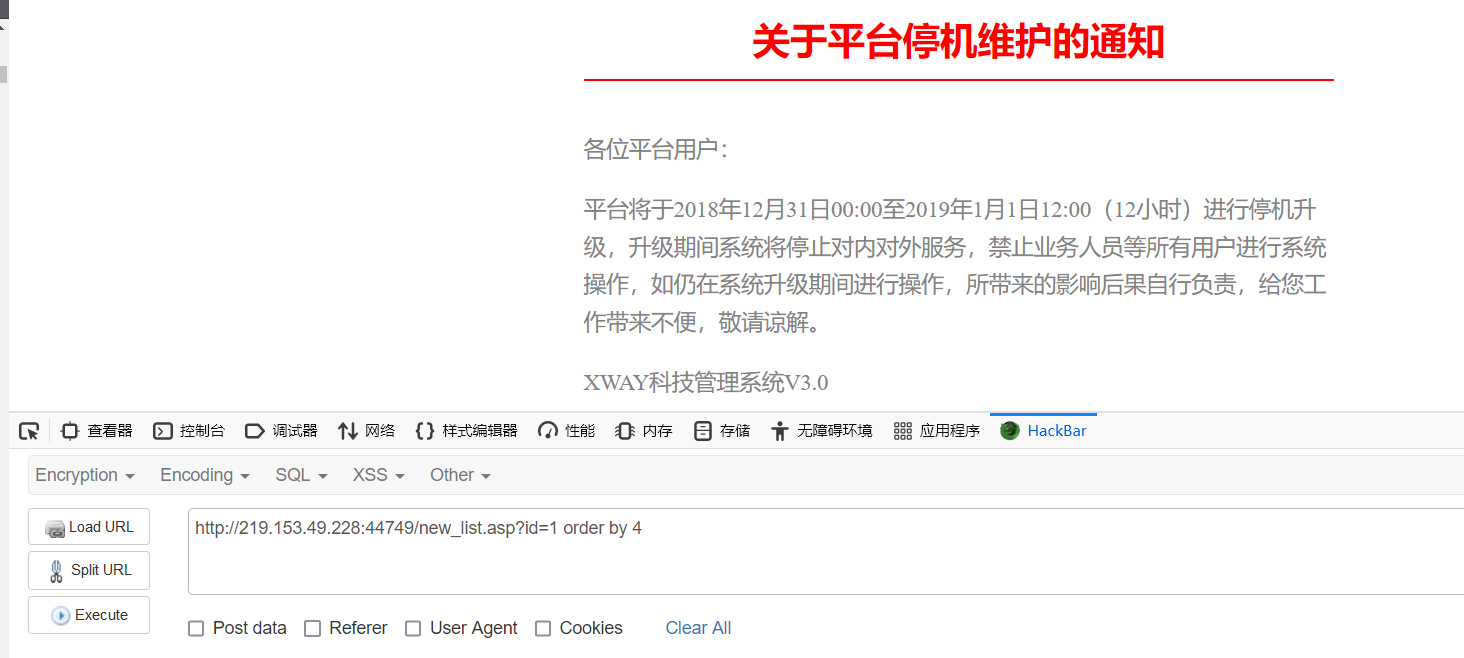 关于平台停机维护的通知
各位平台用户：
平台将于2018年12月31日00:00至2019年1月1日12:00（12小时）进行停机升
级，升级期间系统将停止对内对外服务，禁止业务人员等所有用户进行系统
操作，如仍在系统升级期间进行操作，所带来的影响后果自行负责，给您工
作带来不便，敬请谅解。
XWAY科技管理系统V3.0
查看器 控制台 调试器 网络 样式编辑器 性能 内存 存储 无障碍环境 应用程序 HackBar
Encryption Encoding SQL XSS Other
Load URL
http://219.153.49.228:44749/new_list.asp?id=1 order by 4
Split URL
Execute
Post data Referer User Agent Cookies Clear All